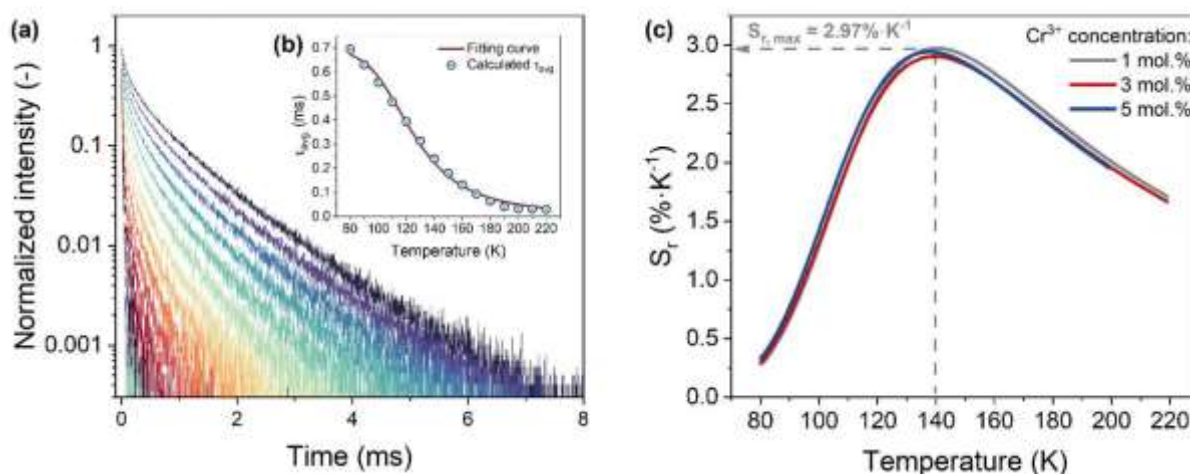 (a)
Normalized intensity (-)
1
0.1
0.01
0.001
0 2 4 6 8
Time (ms)
(b)
τavg (ms)
0.7
0.6
0.5
0.4
0.3
0.2
0.1
0.0
Fitting curve
Calculated τavg
80 100 120 140 160 180 200 220
Temperature (K)
(c)
Sr (%·K⁻¹)
3.0
2.5
2.0
1.5
1.0
0.5
0.0
Sr, max = 2.97%·K⁻¹
Cr³⁺ concentration:
1 mol.%
3 mol.%
5 mol.%
80 100 120 140 160 180 200 220
Temperature (K)